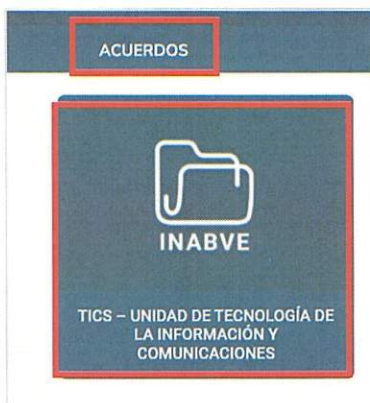 ACUERDOS
INABVE
TICS – UNIDAD DE TECNOLOGÍA DE
LA INFORMACIÓN Y
COMUNICACIONES